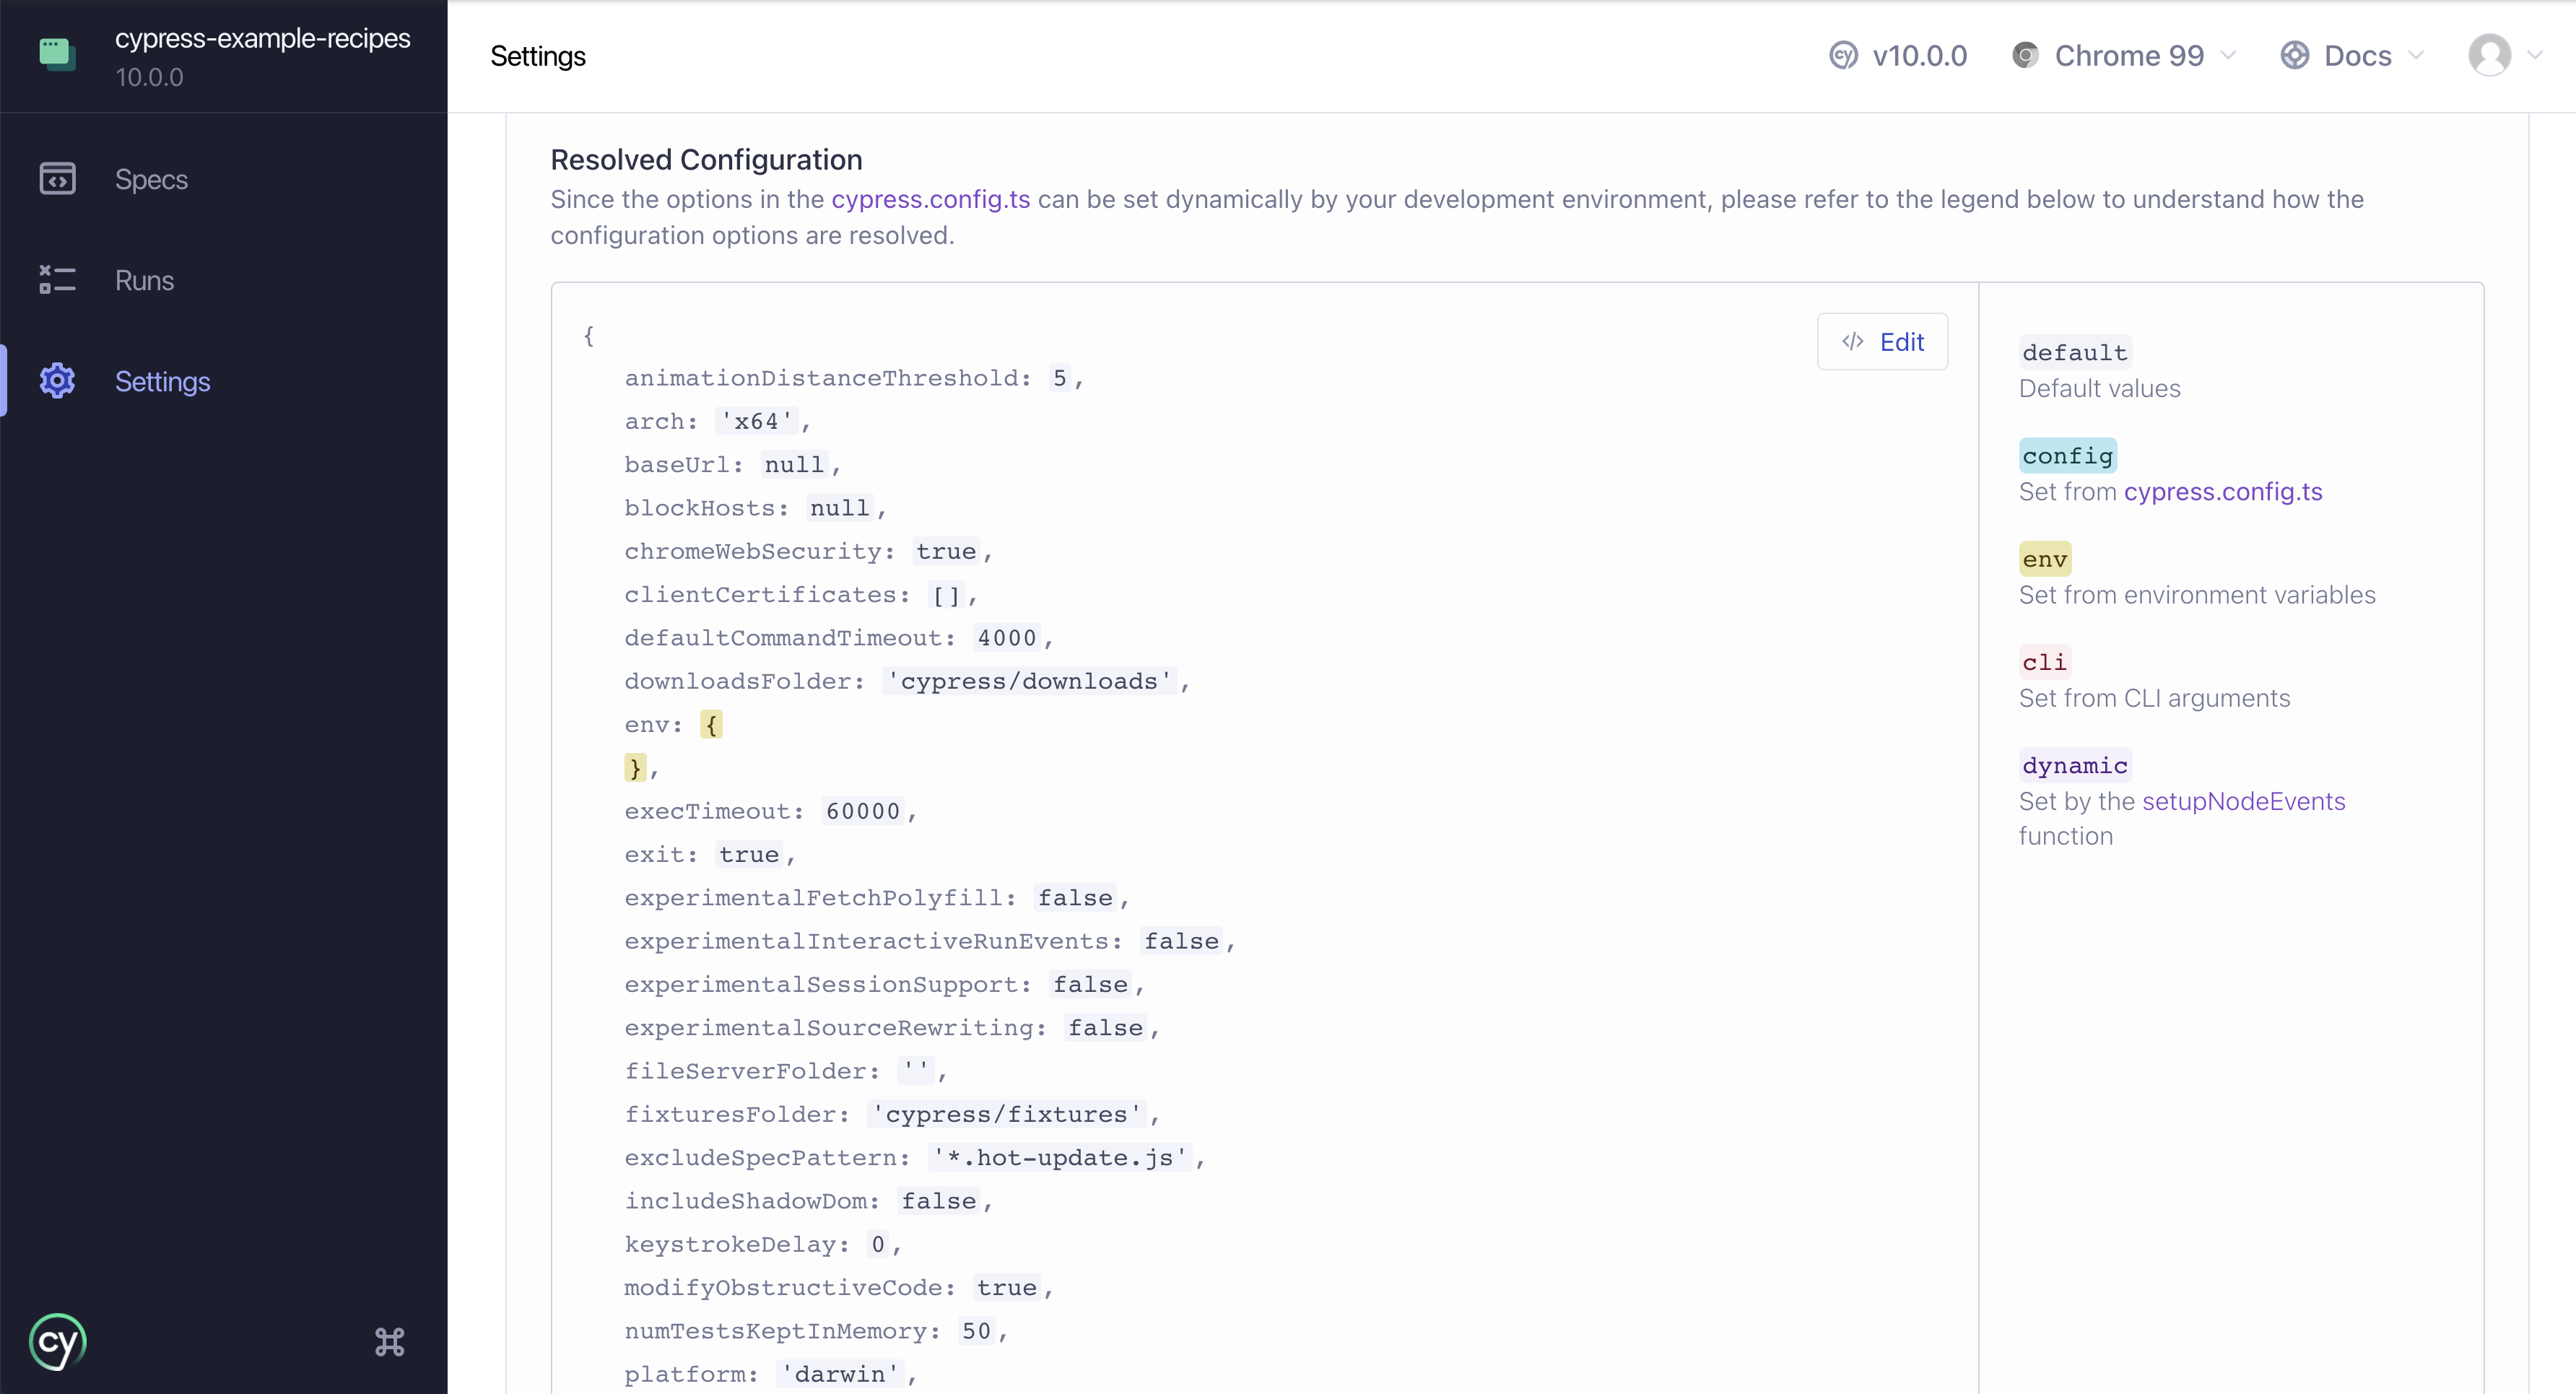 cypress-example-recipes
10.0.0
Specs
Runs
Settings
cy
Settings
cy v10.0.0
Chrome 99
Docs
Resolved Configuration
Since the options in the cypress.config.ts can be set dynamically by your development environment, please refer to the legend below to understand how the
configuration options are resolved.
Edit
{
animationDistanceThreshold: 5,
arch: 'x64',
baseUrl: null,
blockHosts: null,
chromeWebSecurity: true,
clientCertificates: [],
defaultCommandTimeout: 4000,
downloadsFolder: 'cypress/downloads',
env: {
},
execTimeout: 60000,
exit: true,
experimentalFetchPolyfill: false,
experimentalInteractiveRunEvents: false,
experimentalSessionSupport: false,
experimentalSourceRewriting: false,
fileServerFolder: '',
fixturesFolder: 'cypress/fixtures',
excludeSpecPattern: '*.hot-update.js',
includeShadowDom: false,
keystrokeDelay: 0,
modifyObstructiveCode: true,
numTestsKeptInMemory: 50,
platform: 'darwin',
default
Default values
config
Set from cypress.config.ts
env
Set from environment variables
cli
Set from CLI arguments
dynamic
Set by the setupNodeEvents
function